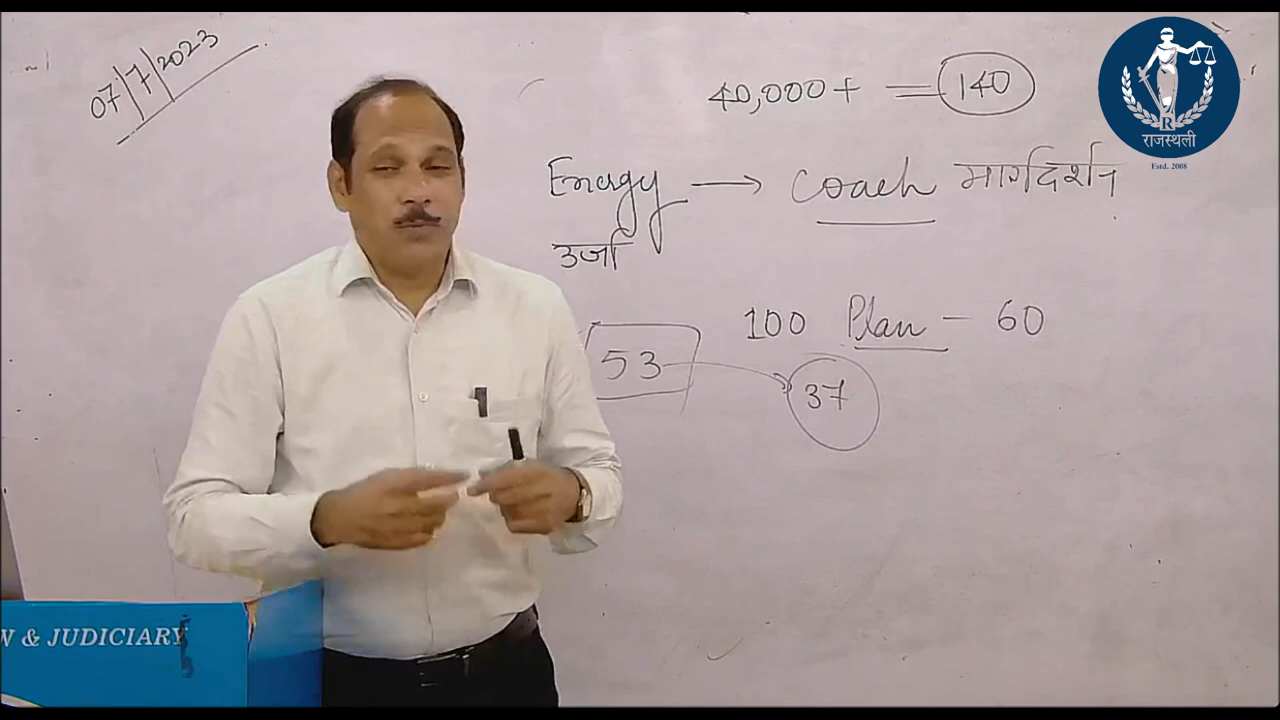 07/7/2023
40,000+ = 140
Energy → coach मार्गदर्शन
उर्जा
100 Plan - 60
53
37
R
राजस्थली
Estd. 2008
W & JUDICIARY